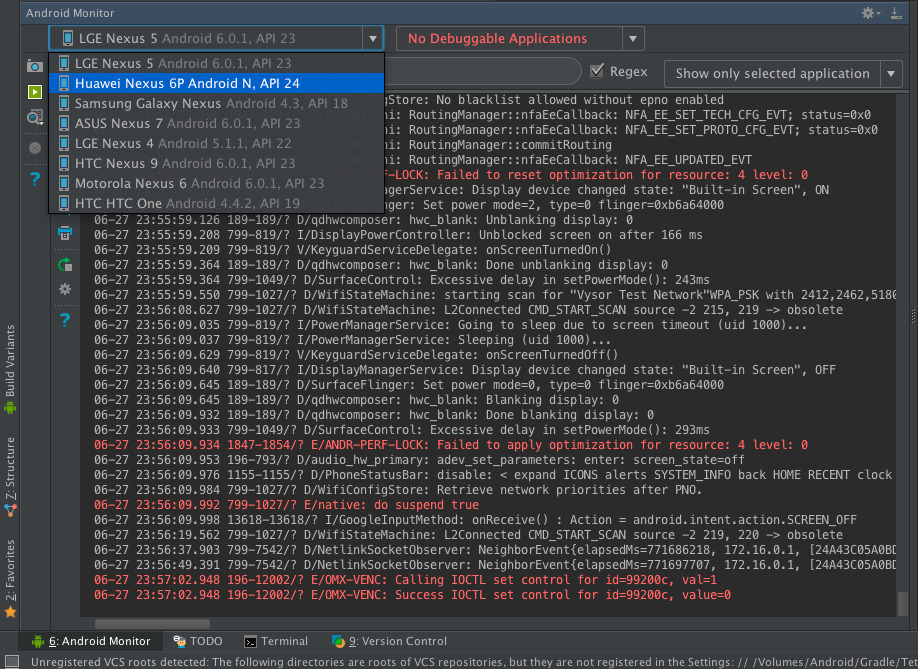 Android Monitor
LGE Nexus 5 Android 6.0.1, API 23
No Debuggable Applications
LGE Nexus 5 Android 6.0.1, API 23
Huawei Nexus 6P Android N, API 24
Samsung Galaxy Nexus Android 4.3, API 18
ASUS Nexus 7 Android 6.0.1, API 23
LGE Nexus 4 Android 5.1.1, API 22
HTC Nexus 9 Android 6.0.1, API 23
Motorola Nexus 6 Android 6.0.1, API 23
HTC HTC One Android 4.4.2, API 19
Regex
Show only selected application
No blacklist allowed without epno enabled
RoutingManager::nfaEeCallback: NFA_EE_SET_TECH_CFG_EVT; status=0x0
RoutingManager::nfaEeCallback: NFA_EE_SET_PROTO_CFG_EVT; status=0x0
RoutingManager::commitRouting
RoutingManager::nfaEeCallback: NFA_EE_UPDATED_EVT
RF-LOCK: Failed to reset optimization for resource: 4 level: 0
nagerService: Display device changed state: "Built-in Screen", ON
linger: Set power mode=2, type=0 flinger=0xb6a64000
06-27 23:55:59.126 189-189/? D/qdhwcomposer: hwc_blank: Unblanking display: 0
06-27 23:55:59.208 799-819/? I/DisplayPowerController: Unblocked screen on after 166 ms
06-27 23:55:59.209 799-819/? V/KeyguardServiceDelegate: onScreenTurnedOn()
06-27 23:55:59.364 189-189/? D/qdhwcomposer: hwc_blank: Done unblanking display: 0
06-27 23:55:59.364 799-1049/? D/SurfaceControl: Excessive delay in setPowerMode(): 243ms
06-27 23:55:59.550 799-1027/? D/WifiStateMachine: starting scan for "Vysor Test Network"WPA_PSK with 2412,2462,5180
06-27 23:56:08.627 799-1027/? D/WifiStateMachine: L2Connected CMD_START_SCAN source -2 215, 219 -> obsolete
06-27 23:56:09.035 799-819/? I/PowerManagerService: Going to sleep due to screen timeout (uid 1000)...
06-27 23:56:09.037 799-819/? I/PowerManagerService: Sleeping (uid 1000)...
06-27 23:56:09.629 799-819/? V/KeyguardServiceDelegate: onScreenTurnedOff()
06-27 23:56:09.640 799-817/? I/DisplayManagerService: Display device changed state: "Built-in Screen", OFF
06-27 23:56:09.645 189-189/? D/SurfaceFlinger: Set power mode=0, type=0 flinger=0xb6a64000
06-27 23:56:09.645 189-189/? D/qdhwcomposer: hwc_blank: Blanking display: 0
06-27 23:56:09.932 189-189/? D/qdhwcomposer: hwc_blank: Done blanking display: 0
06-27 23:56:09.933 799-1049/? D/SurfaceControl: Excessive delay in setPowerMode(): 293ms
06-27 23:56:09.934 1847-1854/? E/ANDR-PERF-LOCK: Failed to apply optimization for resource: 4 level: 0
06-27 23:56:09.953 196-793/? D/audio_hw_primary: adev_set_parameters: enter: screen_state=off
06-27 23:56:09.976 1155-1155/? D/PhoneStatusBar: disable: < expand ICONS alerts SYSTEM_INFO back HOME RECENT clock
06-27 23:56:09.984 799-1027/? D/WifiConfigStore: Retrieve network priorities after PNO.
06-27 23:56:09.992 799-1027/? E/native: do suspend true
06-27 23:56:09.998 13618-13618/? I/GoogleInputMethod: onReceive() : Action = android.intent.action.SCREEN_OFF
06-27 23:56:19.562 799-1027/? D/WifiStateMachine: L2Connected CMD_START_SCAN source -2 219, 220 -> obsolete
06-27 23:56:37.903 799-7542/? D/NetlinkSocketObserver: NeighborEvent{elapsedMs=771686218, 172.16.0.1, [24A43C05A0BD
06-27 23:56:49.391 799-7542/? D/NetlinkSocketObserver: NeighborEvent{elapsedMs=771697707, 172.16.0.1, [24A43C05A0BD
06-27 23:57:02.948 196-12002/? E/OMX-VENC: Calling IOCTL set control for id=99200c, val=1
06-27 23:57:02.948 196-12002/? E/OMX-VENC: Success IOCTL set control for id=99200c, value=0
Build Variants
Z: Structure
2: Favorites
6: Android Monitor
TODO
Terminal
9: Version Control
Unregistered VCS roots detected: The following directories are roots of VCS repositories, but they are not registered in the Settings: // /Volumes/Android/Gradle/Tet